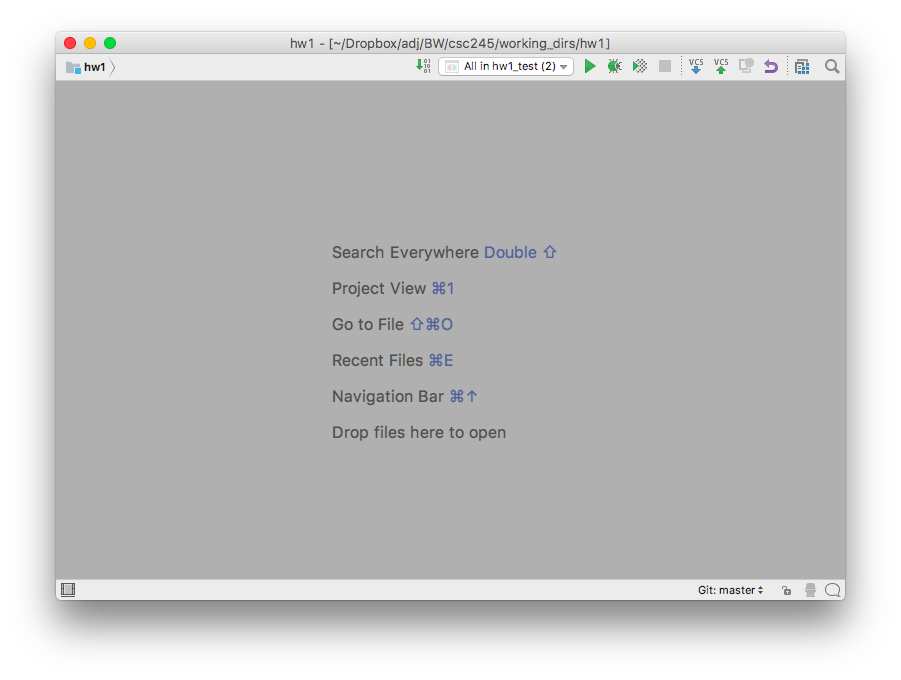 hw1 - [~/Dropbox/adj/BW/csc245/working_dirs/hw1]
hw1 All in hw1_test (2) VCS VCS
Search Everywhere Double ⇧
Project View ⌘1
Go to File ⇧⌘O
Recent Files ⌘E
Navigation Bar ⌘↑
Drop files here to open
Git: master